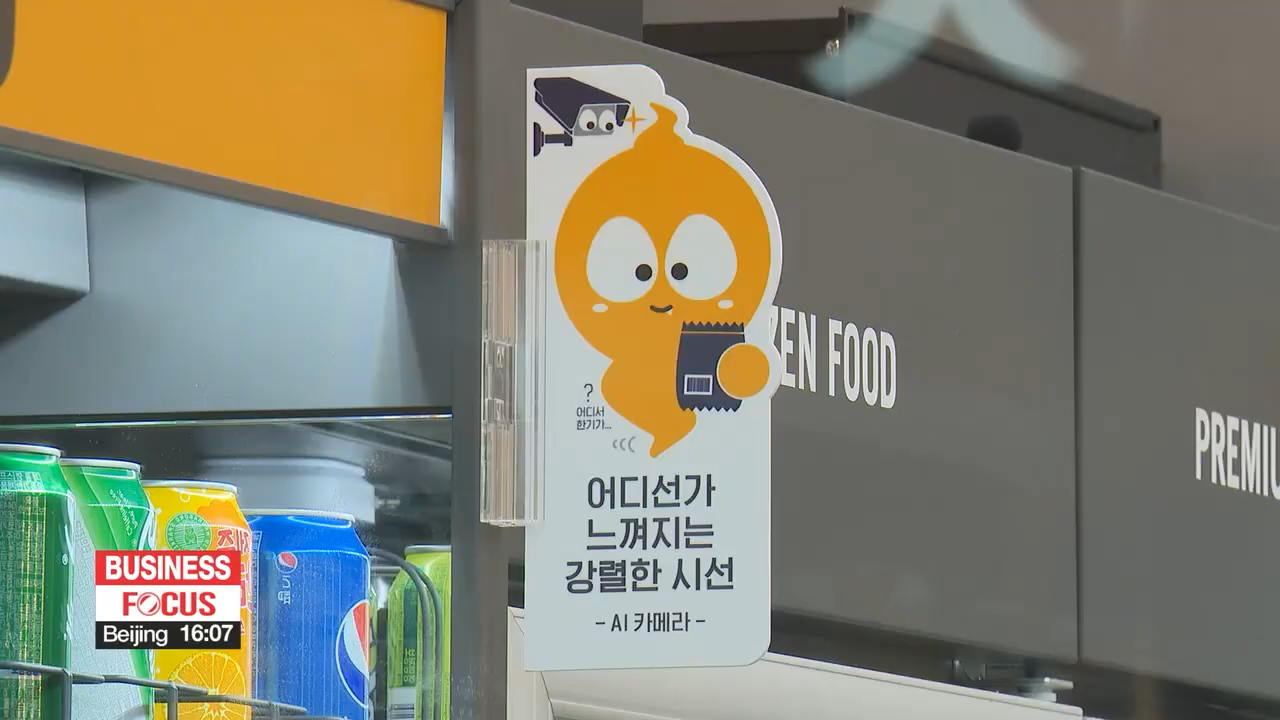 ?
어디서
한기가...
어디선가
느껴지는
강렬한 시선
- AI 카메라 -
ZEN FOOD
PREMIU
BUSINESS
FOCUS
Beijing 16:07